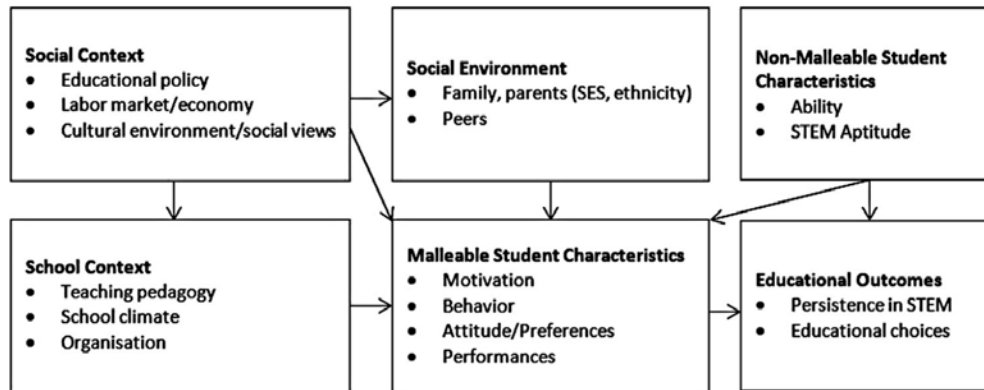 Social Context
• Educational policy
• Labor market/economy
• Cultural environment/social views
Social Environment
• Family, parents (SES, ethnicity)
• Peers
Non-Malleable Student
Characteristics
• Ability
• STEM Aptitude
School Context
• Teaching pedagogy
• School climate
• Organisation
Malleable Student Characteristics
• Motivation
• Behavior
• Attitude/Preferences
• Performances
Educational Outcomes
• Persistence in STEM
• Educational choices